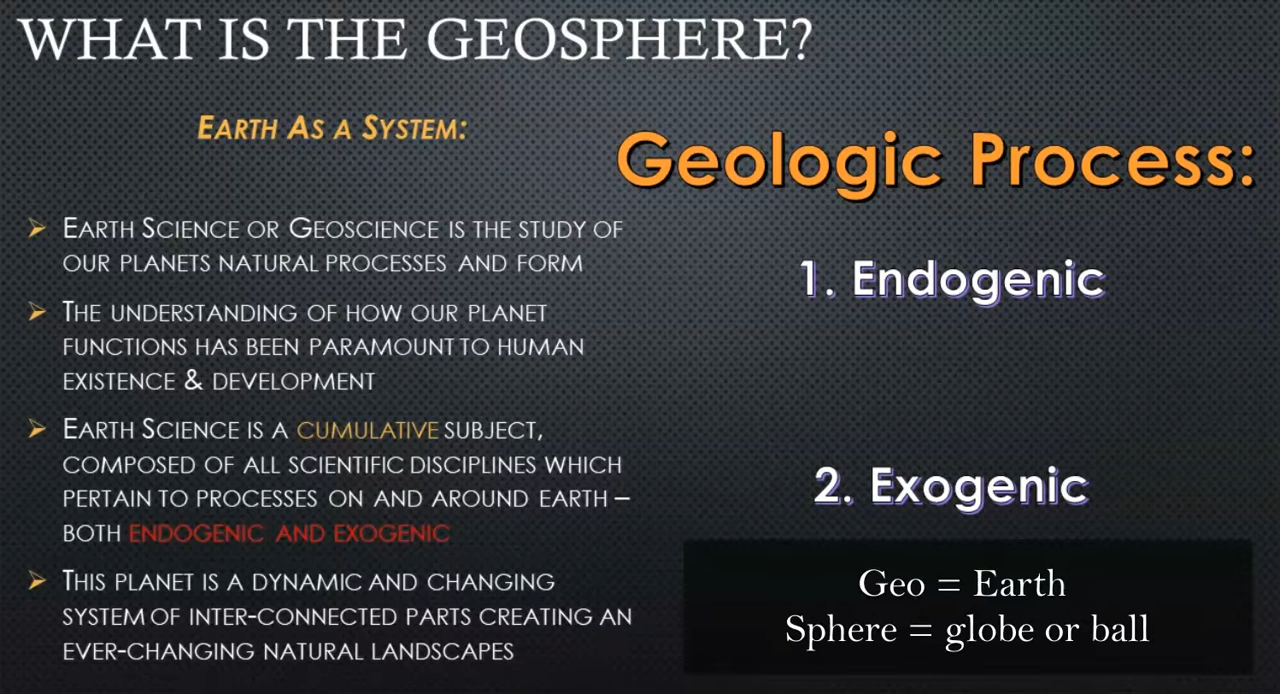 WHAT IS THE GEOSPHERE?
EARTH AS A SYSTEM:
➢ EARTH SCIENCE OR GEOSCIENCE IS THE STUDY OF
OUR PLANETS NATURAL PROCESSES AND FORM
➢ THE UNDERSTANDING OF HOW OUR PLANET
FUNCTIONS HAS BEEN PARAMOUNT TO HUMAN
EXISTENCE & DEVELOPMENT
➢ EARTH SCIENCE IS A CUMULATIVE SUBJECT,
COMPOSED OF ALL SCIENTIFIC DISCIPLINES WHICH
PERTAIN TO PROCESSES ON AND AROUND EARTH –
BOTH ENDOGENIC AND EXOGENIC
➢ THIS PLANET IS A DYNAMIC AND CHANGING
SYSTEM OF INTER-CONNECTED PARTS CREATING AN
EVER-CHANGING NATURAL LANDSCAPES
Geologic Process:
1. Endogenic
2. Exogenic
Geo = Earth
Sphere = globe or ball